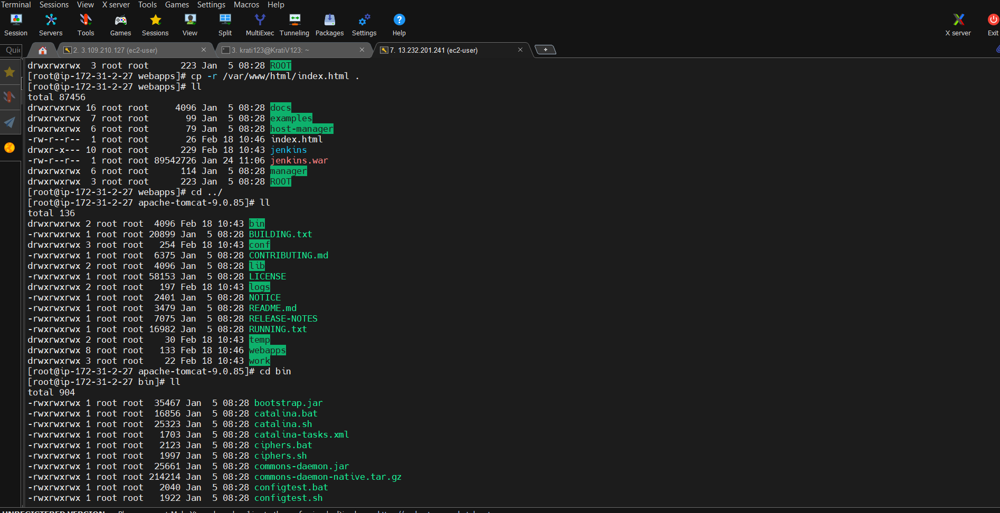 Terminal Sessions View X server Tools Games Settings Macros Help
Session Servers Tools Games Sessions View Split MultiExec Tunneling Packages Settings Help X server Exit
2. 3.109.210.127 (ec2-user) 3. krati123@KratiV123: ~ 7. 13.232.201.241 (ec2-user)
drwxrwxrwx  3 root root      223 Jan  5 08:28 ROOT
[root@ip-172-31-2-27 webapps]# cp -r /var/www/html/index.html .
[root@ip-172-31-2-27 webapps]# ll
total 87456
drwxrwxrwx 16 root root     4096 Jan  5 08:28 docs
drwxrwxrwx  7 root root       99 Jan  5 08:28 examples
drwxrwxrwx  6 root root       79 Jan  5 08:28 host-manager
-rw-r--r--  1 root root       26 Feb 18 10:46 index.html
drwxr-x--- 10 root root      229 Feb 18 10:43 jenkins
-rw-r--r--  1 root root 89542726 Jan 24 11:06 jenkins.war
drwxrwxrwx  6 root root      114 Jan  5 08:28 manager
drwxrwxrwx  3 root root      223 Jan  5 08:28 ROOT
[root@ip-172-31-2-27 webapps]# cd ../
[root@ip-172-31-2-27 apache-tomcat-9.0.85]# ll
total 136
drwxrwxrwx 2 root root  4096 Feb 18 10:43 bin
-rwxrwxrwx 1 root root 20899 Jan  5 08:28 BUILDING.txt
drwxrwxrwx 3 root root   254 Feb 18 10:43 conf
-rwxrwxrwx 1 root root  6375 Jan  5 08:28 CONTRIBUTING.md
drwxrwxrwx 2 root root  4096 Jan  5 08:28 lib
-rwxrwxrwx 1 root root 58153 Jan  5 08:28 LICENSE
drwxrwxrwx 2 root root   197 Feb 18 10:43 logs
-rwxrwxrwx 1 root root  2401 Jan  5 08:28 NOTICE
-rwxrwxrwx 1 root root  3479 Jan  5 08:28 README.md
-rwxrwxrwx 1 root root  7075 Jan  5 08:28 RELEASE-NOTES
-rwxrwxrwx 1 root root 16982 Jan  5 08:28 RUNNING.txt
drwxrwxrwx 2 root root    30 Feb 18 10:43 temp
drwxrwxrwx 8 root root   133 Feb 18 10:46 webapps
drwxrwxrwx 3 root root    22 Feb 18 10:43 work
[root@ip-172-31-2-27 apache-tomcat-9.0.85]# cd bin
[root@ip-172-31-2-27 bin]# ll
total 904
-rwxrwxrwx 1 root root  35467 Jan  5 08:28 bootstrap.jar
-rwxrwxrwx 1 root root  16856 Jan  5 08:28 catalina.bat
-rwxrwxrwx 1 root root  25323 Jan  5 08:28 catalina.sh
-rwxrwxrwx 1 root root   1703 Jan  5 08:28 catalina-tasks.xml
-rwxrwxrwx 1 root root   2123 Jan  5 08:28 ciphers.bat
-rwxrwxrwx 1 root root   1997 Jan  5 08:28 ciphers.sh
-rwxrwxrwx 1 root root  25661 Jan  5 08:28 commons-daemon.jar
-rwxrwxrwx 1 root root 214214 Jan  5 08:28 commons-daemon-native.tar.gz
-rwxrwxrwx 1 root root   2040 Jan  5 08:28 configtest.bat
-rwxrwxrwx 1 root root   1922 Jan  5 08:28 configtest.sh